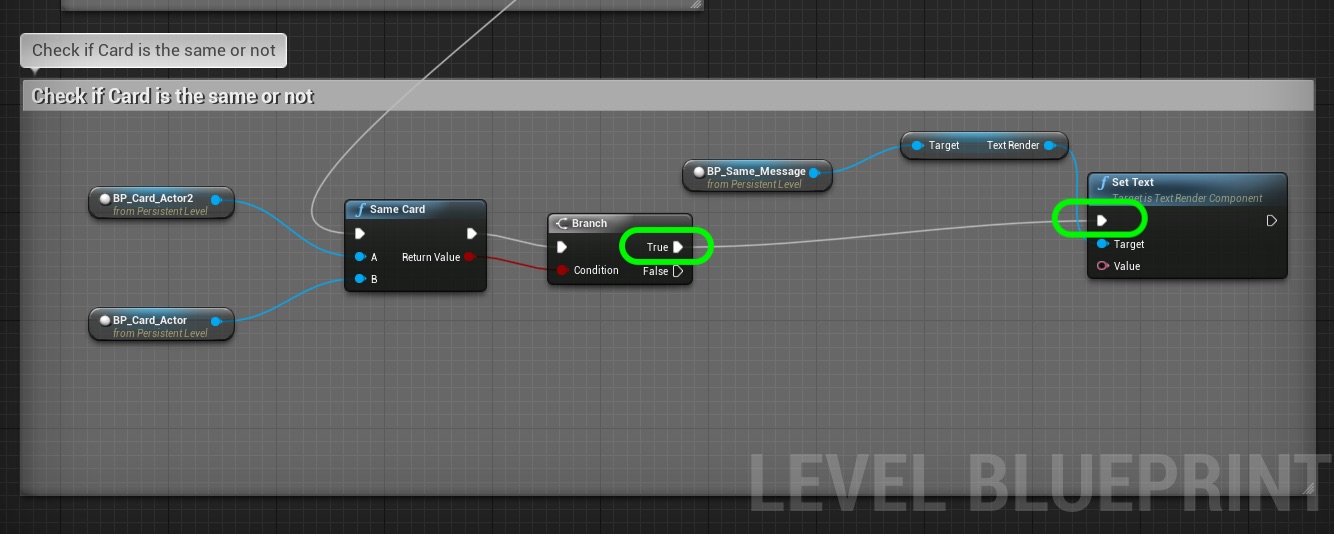 Check if Card is the same or not
Check if Card is the same or not
Target TextRender
BP_Same_Message
from Persistent Level
Set Text
Target is Text Render Component
BP_Card_Actor2
from Persistent Level
Same Card
Branch
True
Target
A Return Value
Condition False
Value
B
BP_Card_Actor
from Persistent Level
LEVEL BLUEPRINT